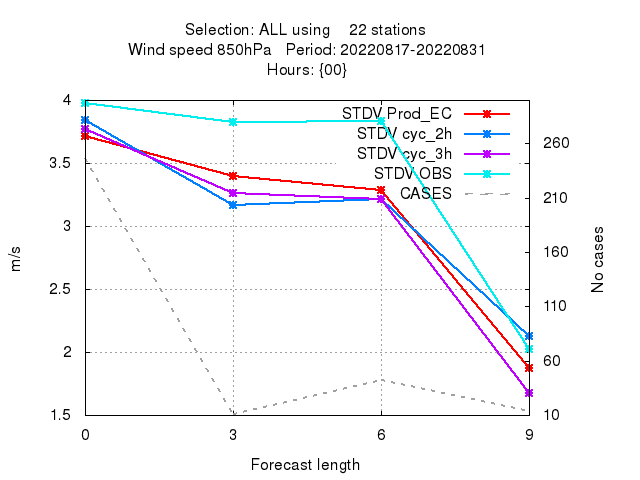 Selection: ALL using    22 stations
Wind speed 850hPa   Period: 20220817-20220831
Hours: {00}
STDV Prod_EC
STDV cyc_2h
STDV cyc_3h
STDV OBS
CASES
4
3.5
3
2.5
2
1.5
260
210
160
110
60
10
m/s
No cases
0 3 6 9
Forecast length